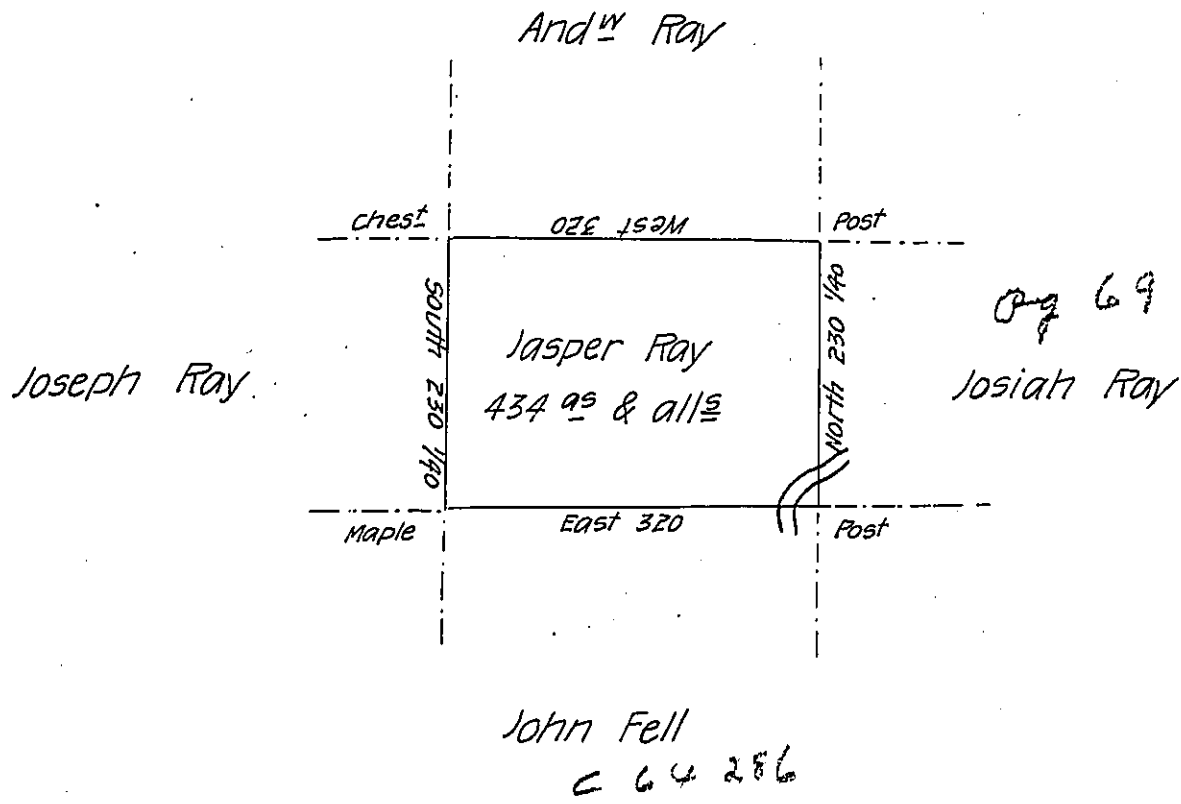 Andw Ray
Chest
West 320
Post
South 230 1/40
North 230 1/40
Jasper Ray
434 as & alls
Joseph Ray
pg 69
Josiah Ray
Maple
East 320
Post
John Fell
C 64 286